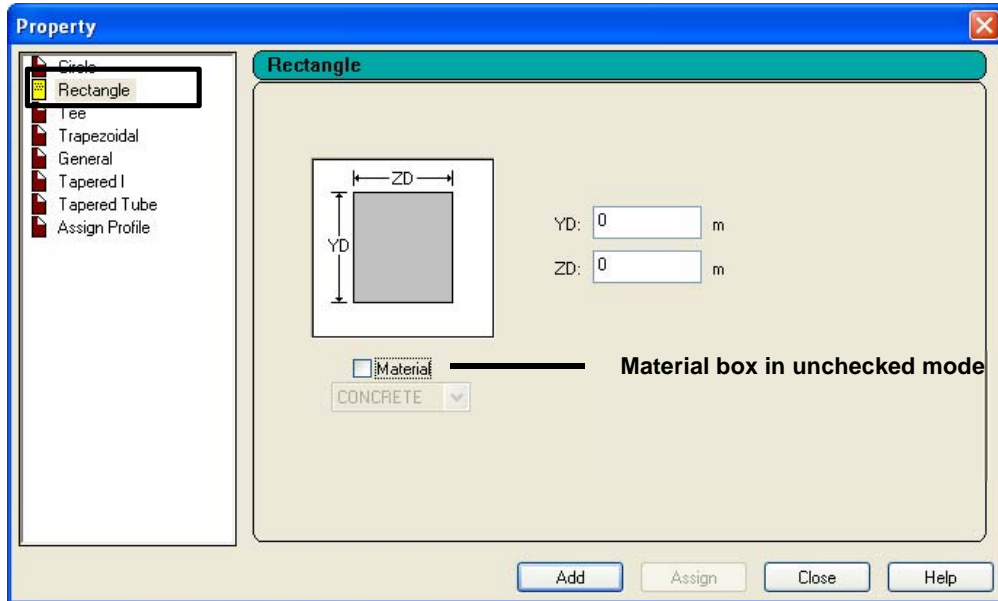 Property
Circle
Rectangle
Tee
Trapezoidal
General
Tapered I
Tapered Tube
Assign Profile
Rectangle
ZD
YD
YD: 0 m
ZD: 0 m
Material
Material box in unchecked mode
CONCRETE
Add
Assign
Close
Help